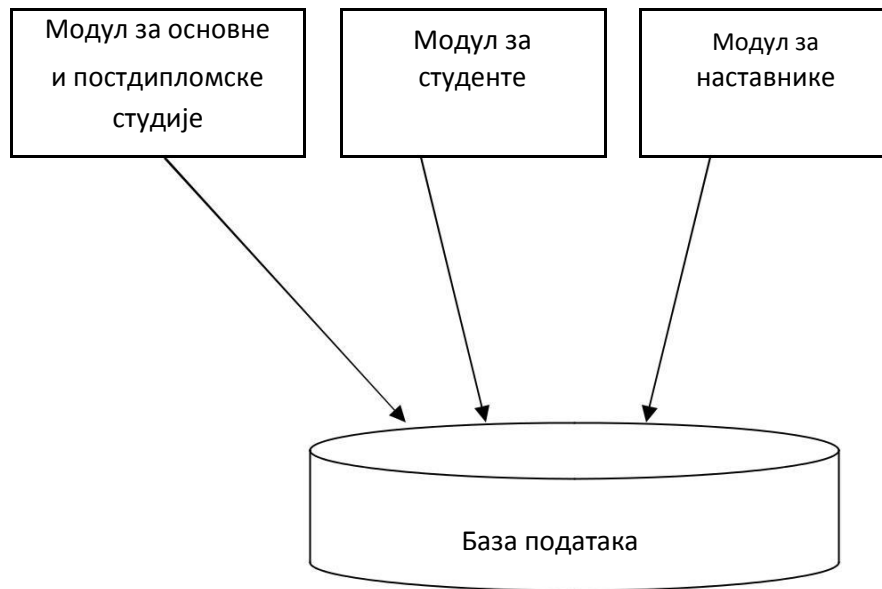 Модул за основне
и постдипломске
студије
Модул за
студенте
Модул за
наставнике
База података